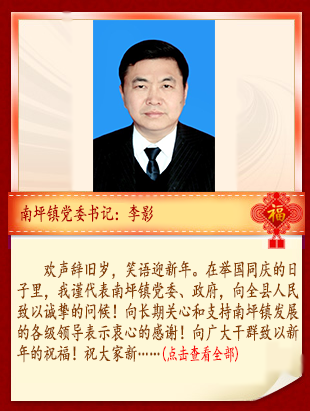 南坪镇党委书记：李影
福
欢声辞旧岁，笑语迎新年。在举国同庆的日
子里，我谨代表南坪镇党委、政府，向全县人民
致以诚挚的问候！向长期关心和支持南坪镇发展
的各级领导表示衷心的感谢！向广大干群致以新
年的祝福！祝大家新……(点击查看全部)